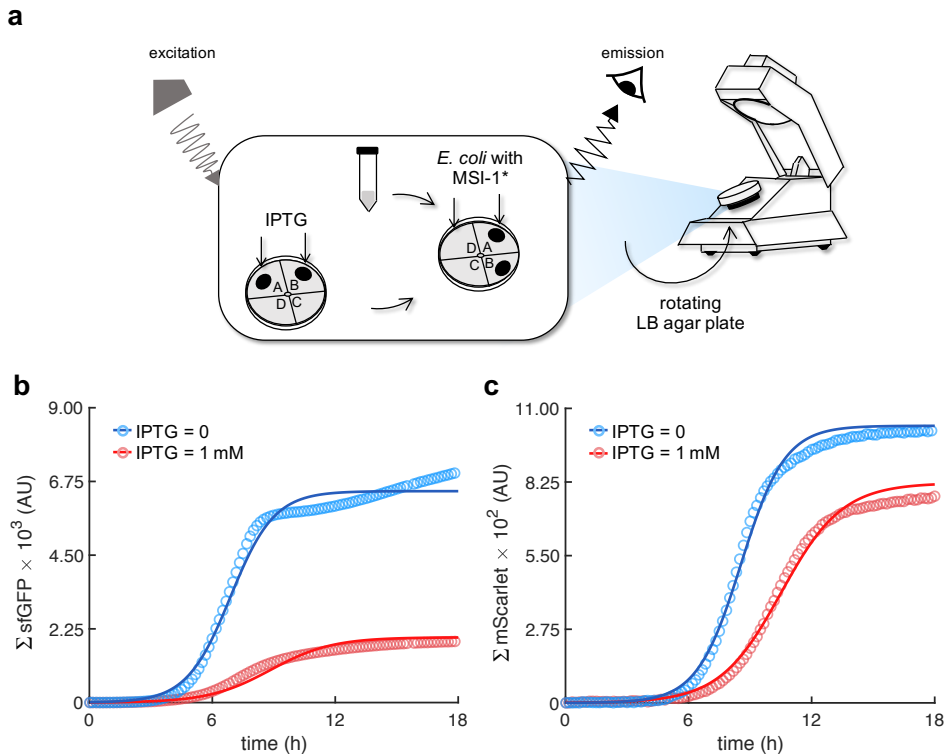 a
excitation
emission
E. coli with
MSI-1*
IPTG
D A
C B
A B
D C
rotating
LB agar plate
b
Σ sfGFP × 10³ (AU)
9.00
6.75
4.50
2.25
0
IPTG = 0
IPTG = 1 mM
0 6 12 18
time (h)
c
Σ mScarlet × 10² (AU)
11.00
8.25
5.50
2.75
0
IPTG = 0
IPTG = 1 mM
0 6 12 18
time (h)